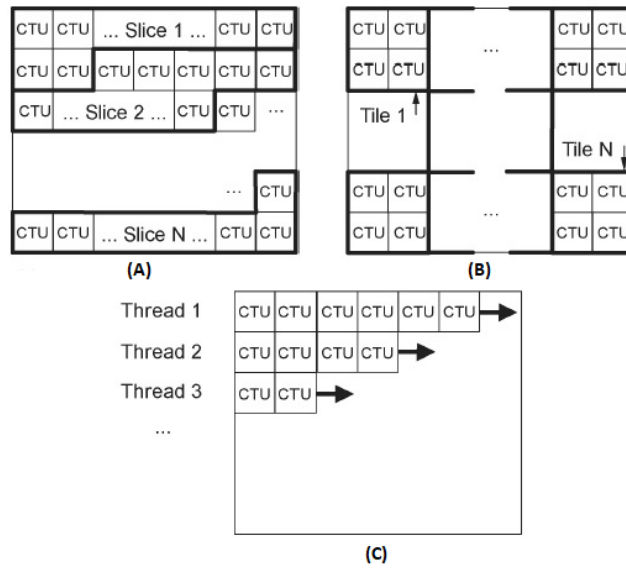 CTU CTU ... Slice 1 ... CTU CTU
CTU CTU CTU CTU CTU CTU CTU
CTU ... Slice 2 ... CTU CTU ...
... CTU
CTU CTU ... Slice N ... CTU CTU
(A)
CTU CTU ... CTU CTU
CTU CTU CTU CTU
Tile 1
Tile N
CTU CTU ... CTU CTU
CTU CTU CTU CTU
(B)
Thread 1 CTU CTU CTU CTU CTU CTU
Thread 2 CTU CTU CTU CTU
Thread 3 CTU CTU
...
(C)